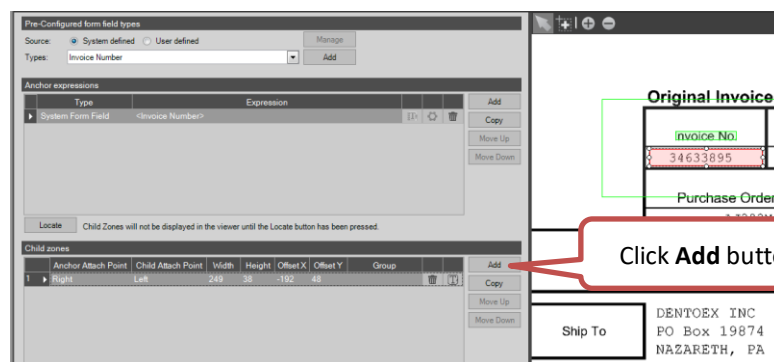 Pre-Configured form field types
Source: System defined User defined Manage
Types: Invoice Number Add
Anchor expressions
Type Expression Add
System Form Field <Invoice Number> Copy
Move Up
Move Down
Locate Child Zones will not be displayed in the viewer until the Locate button has been pressed.
Child zones
Anchor Attach Point Child Attach Point Width Height Offset X Offset Y Group Add
1 Right Left 249 38 -192 48 Copy
Move Up
Move Down
Original Invoice
nvoice No.
34633895
Purchase Order
Click Add butt
Ship To
DENTOEX INC
PO Box 19874
NAZARETH, PA